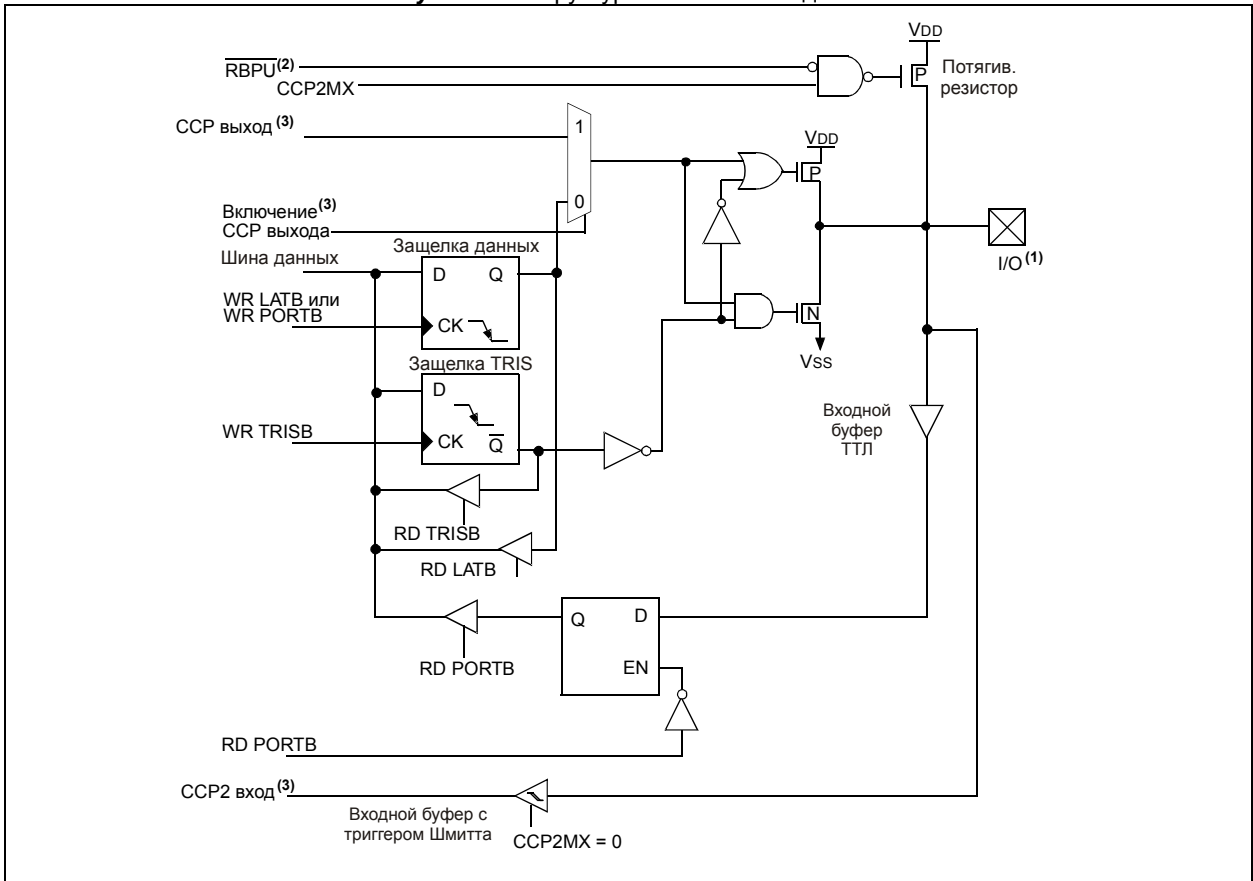 VDD
RBPU(2)
CCP2MX
P
Потягив.
резистор
CCP выход (3)
1
VDD
P
0
Включение(3)
CCP выхода
Шина данных
Защелка данных
D Q
I/O(1)
WR LATB или
WR PORTB
CK
N
Vss
Защелка TRIS
D
WR TRISB
CK Q
Входной
буфер
ТТЛ
RD TRISB
RD LATB
Q D
EN
RD PORTB
RD PORTB
CCP2 вход (3)
Входной буфер с
триггером Шмитта
CCP2MX = 0